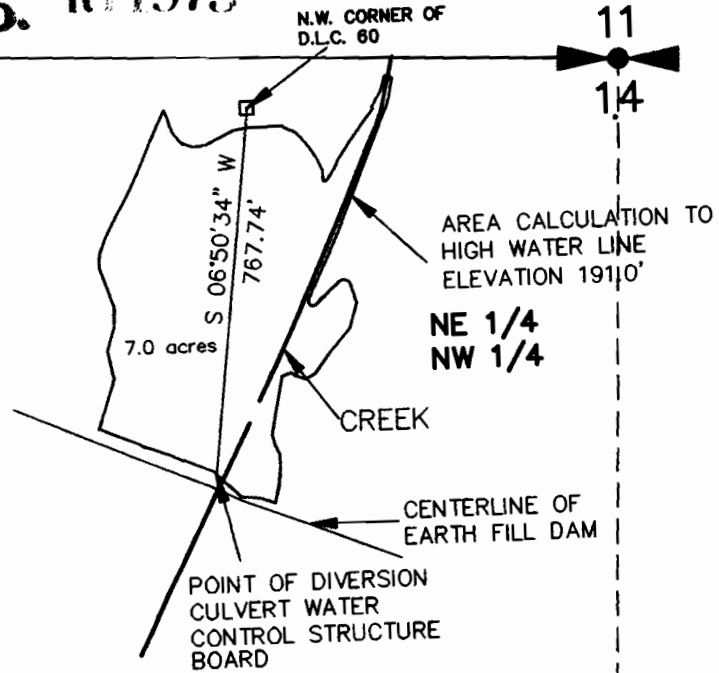 N.W. CORNER OF
D.L.C. 60
11
14
S 06°50'34" W
767.74'
AREA CALCULATION TO
HIGH WATER LINE
ELEVATION 191.0'
NE 1/4
NW 1/4
7.0 acres
CREEK
CENTERLINE OF
EARTH FILL DAM
POINT OF DIVERSION
CULVERT WATER
CONTROL STRUCTURE
BOARD